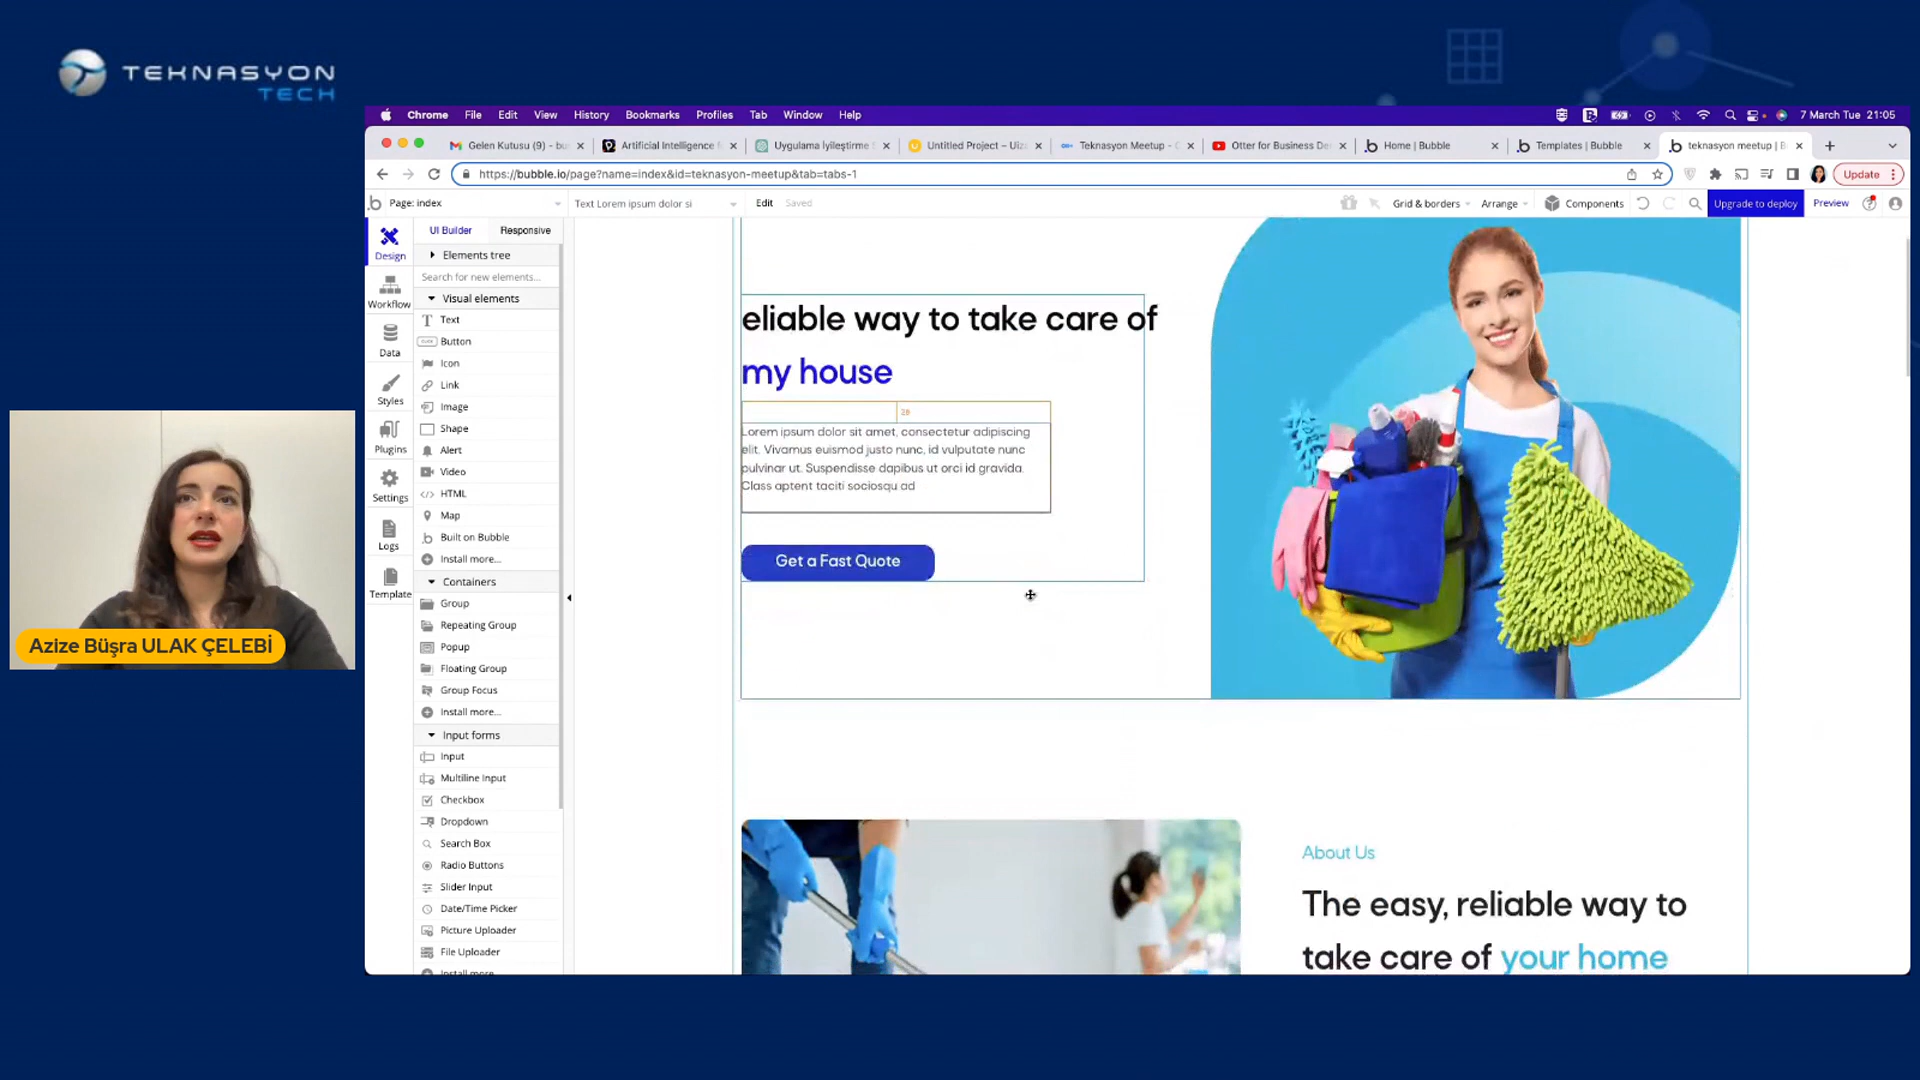 TEKNASYON
TECH
Chrome File Edit View History Bookmarks Profiles Tab Window Help
7 March Tue 21:05
Gelen Kutusu (9) - bu
Artificial Intelligence f
Uygulama İyileştirme S
Untitled Project – Uiza
Teknasyon Meetup - C
Otter for Business De
Home | Bubble
Templates | Bubble
teknasyon meetup | B
https://bubble.io/page?name=index&id=teknasyon-meetup&tab=tabs-1
Update
Page: index
Text Lorem ipsum dolor si
Edit
Saved
Grid & borders
Arrange
Components
Upgrade to deploy
Preview
Design
Workflow
Data
Styles
Plugins
Settings
Logs
Template
UI Builder
Responsive
Elements tree
Search for new elements...
Visual elements
Text
Button
Icon
Link
Image
Shape
Alert
Video
HTML
Map
Built on Bubble
Install more...
Containers
Group
Repeating Group
Popup
Floating Group
Group Focus
Install more...
Input forms
Input
Multiline Input
Checkbox
Dropdown
Search Box
Radio Buttons
Slider Input
Date/Time Picker
Picture Uploader
File Uploader
Install more
eliable way to take care of
my house
Lorem ipsum dolor sit amet, consectetur adipiscing
elit. Vivamus euismod justo nunc, id vulputate nunc
pulvinar ut. Suspendisse dapibus ut orci id gravida.
Class aptent taciti sociosqu ad
Get a Fast Quote
About Us
The easy, reliable way to
take care of your home
Azize Büşra ULAK ÇELEBİ